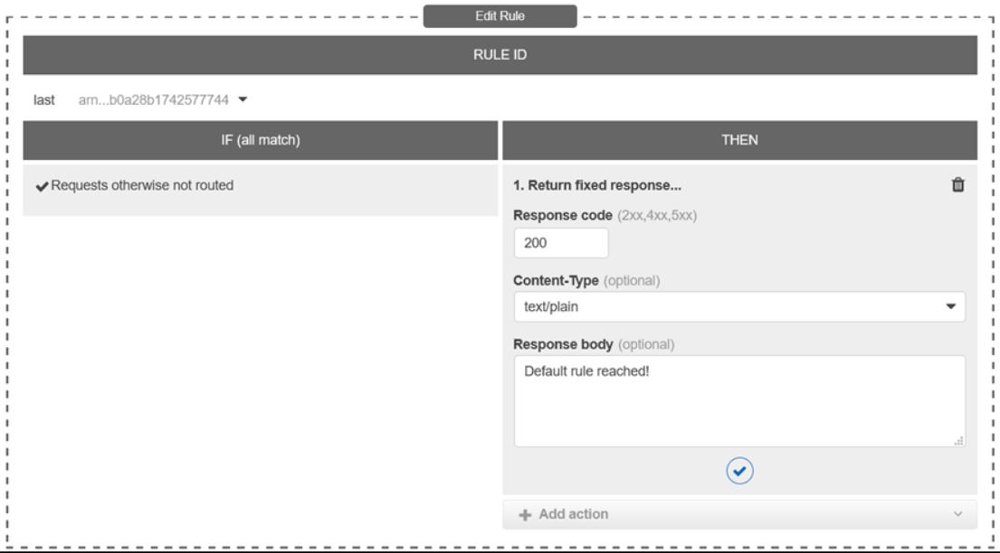 Edit Rule
RULE ID
last arn...b0a28b1742577744
IF (all match)
THEN
Requests otherwise not routed
1. Return fixed response...
Response code (2xx,4xx,5xx)
200
Content-Type (optional)
text/plain
Response body (optional)
Default rule reached!
Add action